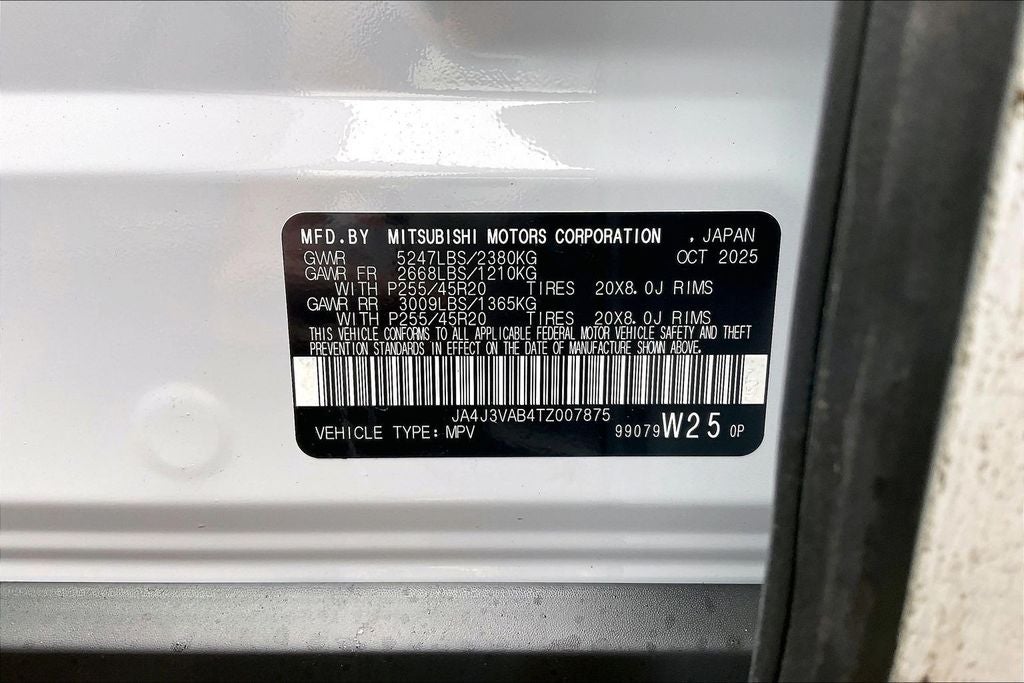 MFD.BY MITSUBISHI MOTORS CORPORATION , JAPAN
GVWR 5247LBS/2380KG OCT 2025
GAWR FR 2668LBS/1210KG
WITH P255/45R20 TIRES 20X8.0J RIMS
GAWR RR 3009LBS/1365KG
WITH P255/45R20 TIRES 20X8.0J RIMS
THIS VEHICLE CONFORMS TO ALL APPLICABLE FEDERAL MOTOR VEHICLE SAFETY AND THEFT
PREVENTION STANDARDS IN EFFECT ON THE DATE OF MANUFACTURE SHOWN ABOVE.
JA4J3VAB4TZ007875
VEHICLE TYPE: MPV 99079 W25 0P